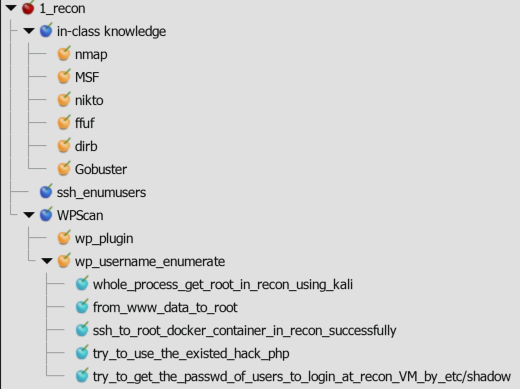 1_recon
in-class knowledge
nmap
MSF
nikto
ffuf
dirb
Gobuster
ssh_enumusers
WPScan
wp_plugin
wp_username_enumerate
whole_process_get_root_in_recon_using_kali
from_www_data_to_root
ssh_to_root_docker_container_in_recon_successfully
try_to_use_the_existed_hack_php
try_to_get_the_passwd_of_users_to_login_at_recon_VM_by_etc/shadow